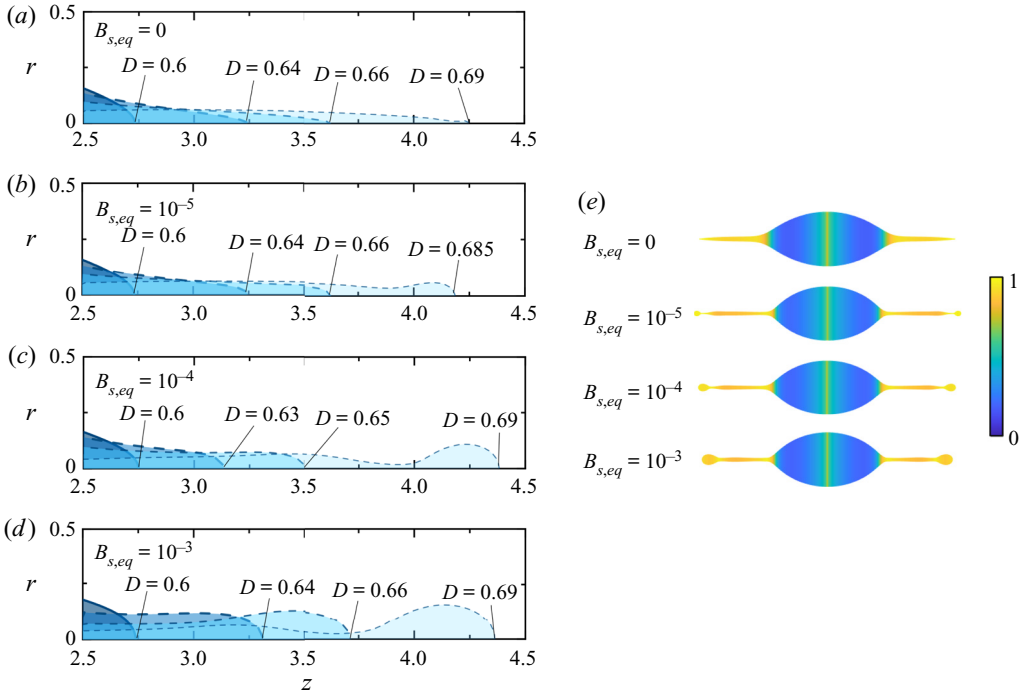 (a)
0.5
B_{s,eq} = 0
r
D = 0.6
D = 0.64
D = 0.66
D = 0.69
0
2.5 3.0 3.5 4.0 4.5
(b)
0.5
B_{s,eq} = 10^{–5}
r
D = 0.6
D = 0.64
D = 0.66
D = 0.685
0
2.5 3.0 3.5 4.0 4.5
(c)
0.5
B_{s,eq} = 10^{–4}
r
D = 0.6
D = 0.63
D = 0.65
D = 0.69
0
2.5 3.0 3.5 4.0 4.5
(d)
0.5
B_{s,eq} = 10^{–3}
r
D = 0.6
D = 0.64
D = 0.66
D = 0.69
0
2.5 3.0 3.5 4.0 4.5
z
(e)
B_{s,eq} = 0
B_{s,eq} = 10^{–5}
B_{s,eq} = 10^{–4}
B_{s,eq} = 10^{–3}
1
0